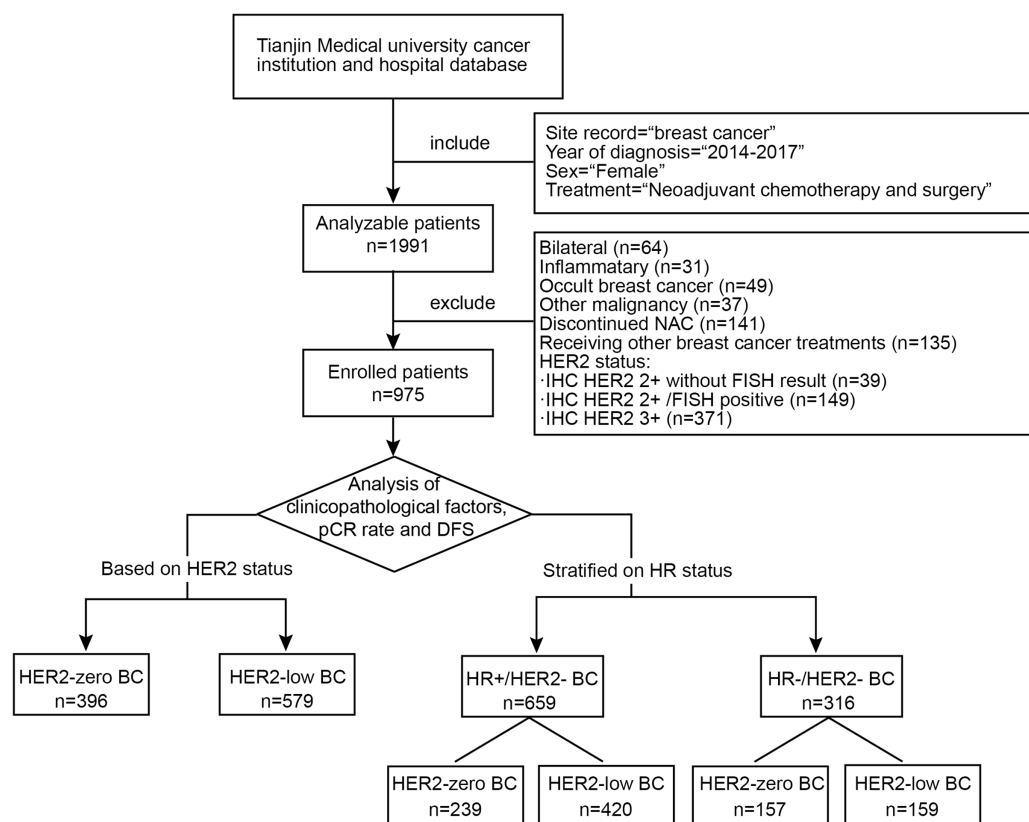 Tianjin Medical university cancer
institution and hospital database
include
Site record=“breast cancer”
Year of diagnosis=“2014-2017”
Sex=“Female”
Treatment=“Neoadjuvant chemotherapy and surgery”
Analyzable patients
n=1991
exclude
Bilateral (n=64)
Inflammatary (n=31)
Occult breast cancer (n=49)
Other malignancy (n=37)
Discontinued NAC (n=141)
Receiving other breast cancer treatments (n=135)
HER2 status:
·IHC HER2 2+ without FISH result (n=39)
·IHC HER2 2+ /FISH positive (n=149)
·IHC HER2 3+ (n=371)
Enrolled patients
n=975
Analysis of
clinicopathological factors,
pCR rate and DFS
Based on HER2 status
Stratified on HR status
HER2-zero BC
n=396
HER2-low BC
n=579
HR+/HER2- BC
n=659
HR-/HER2- BC
n=316
HER2-zero BC
n=239
HER2-low BC
n=420
HER2-zero BC
n=157
HER2-low BC
n=159